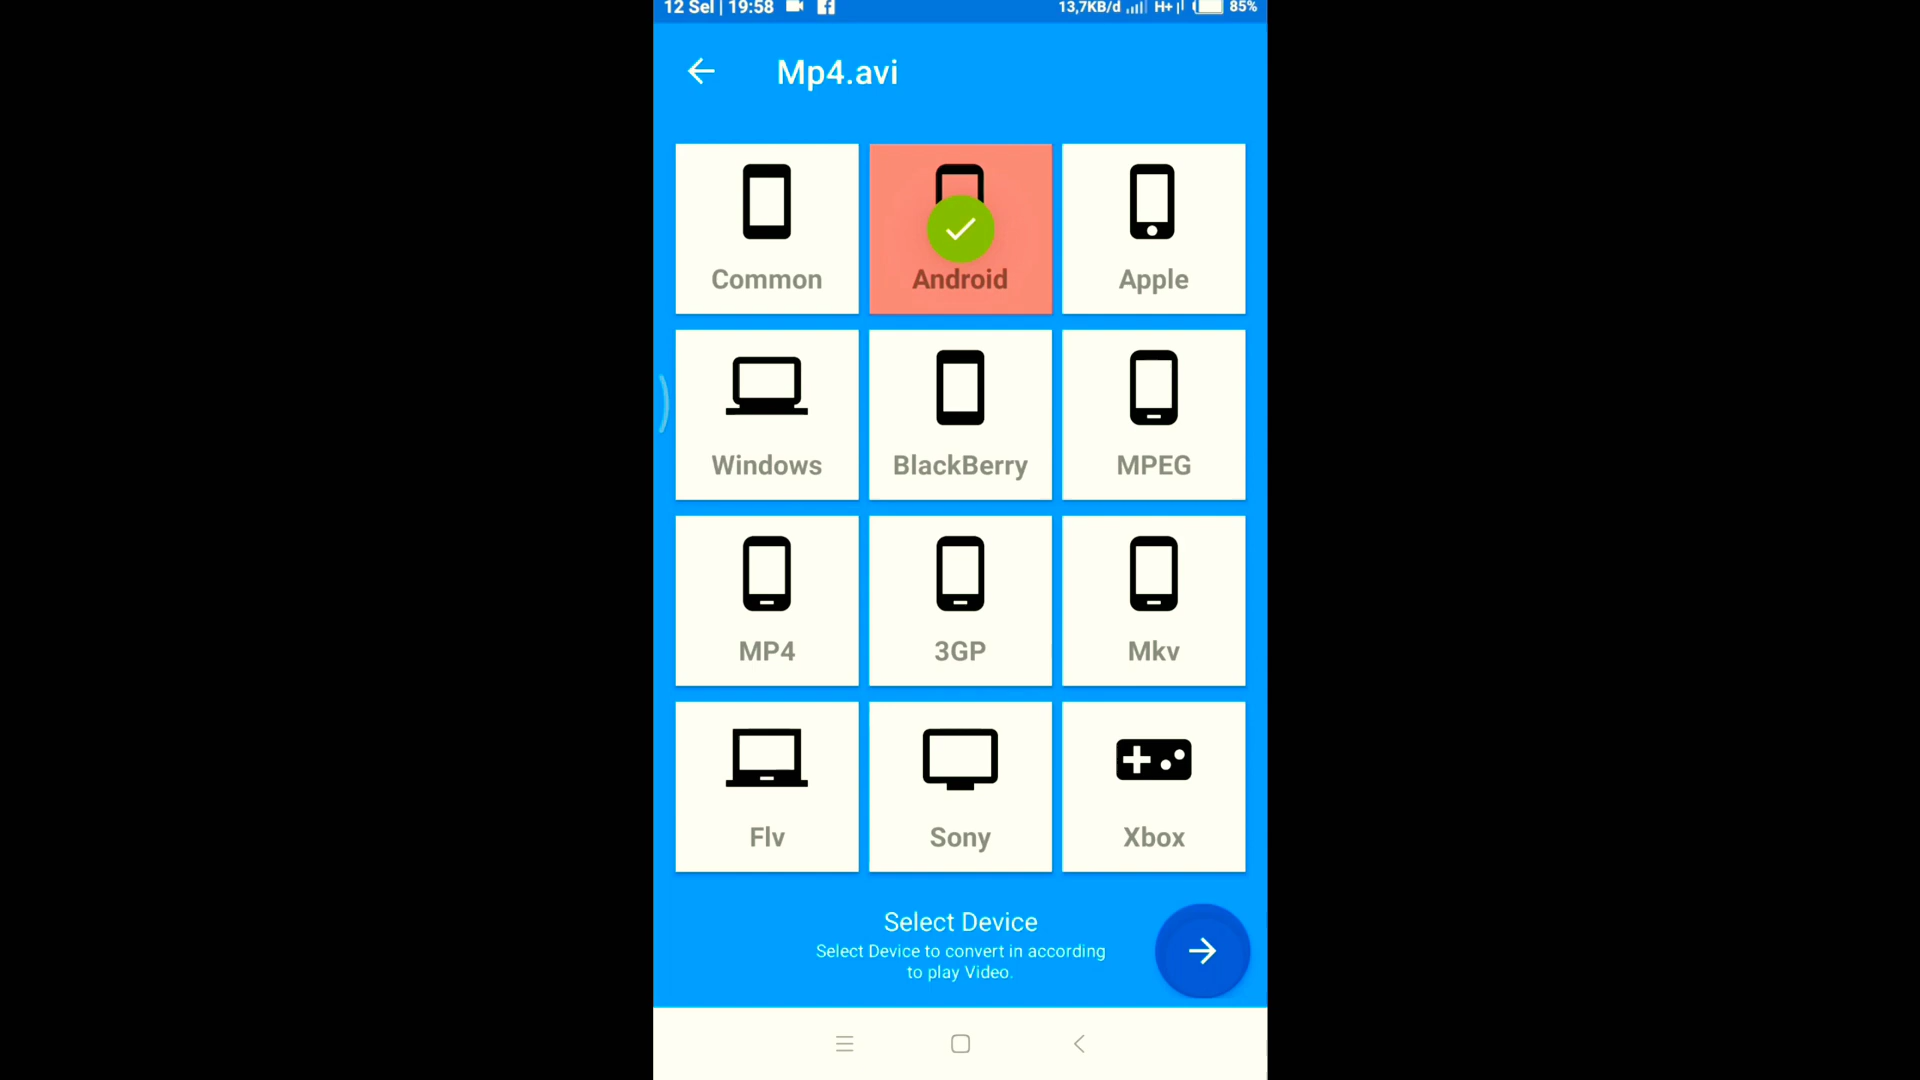 12 Sel | 19:58 13,7KB/d H+ 85%
Mp4.avi
Common Android Apple
Windows BlackBerry MPEG
MP4 3GP Mkv
Flv Sony Xbox
Select Device
Select Device to convert in according
to play Video.